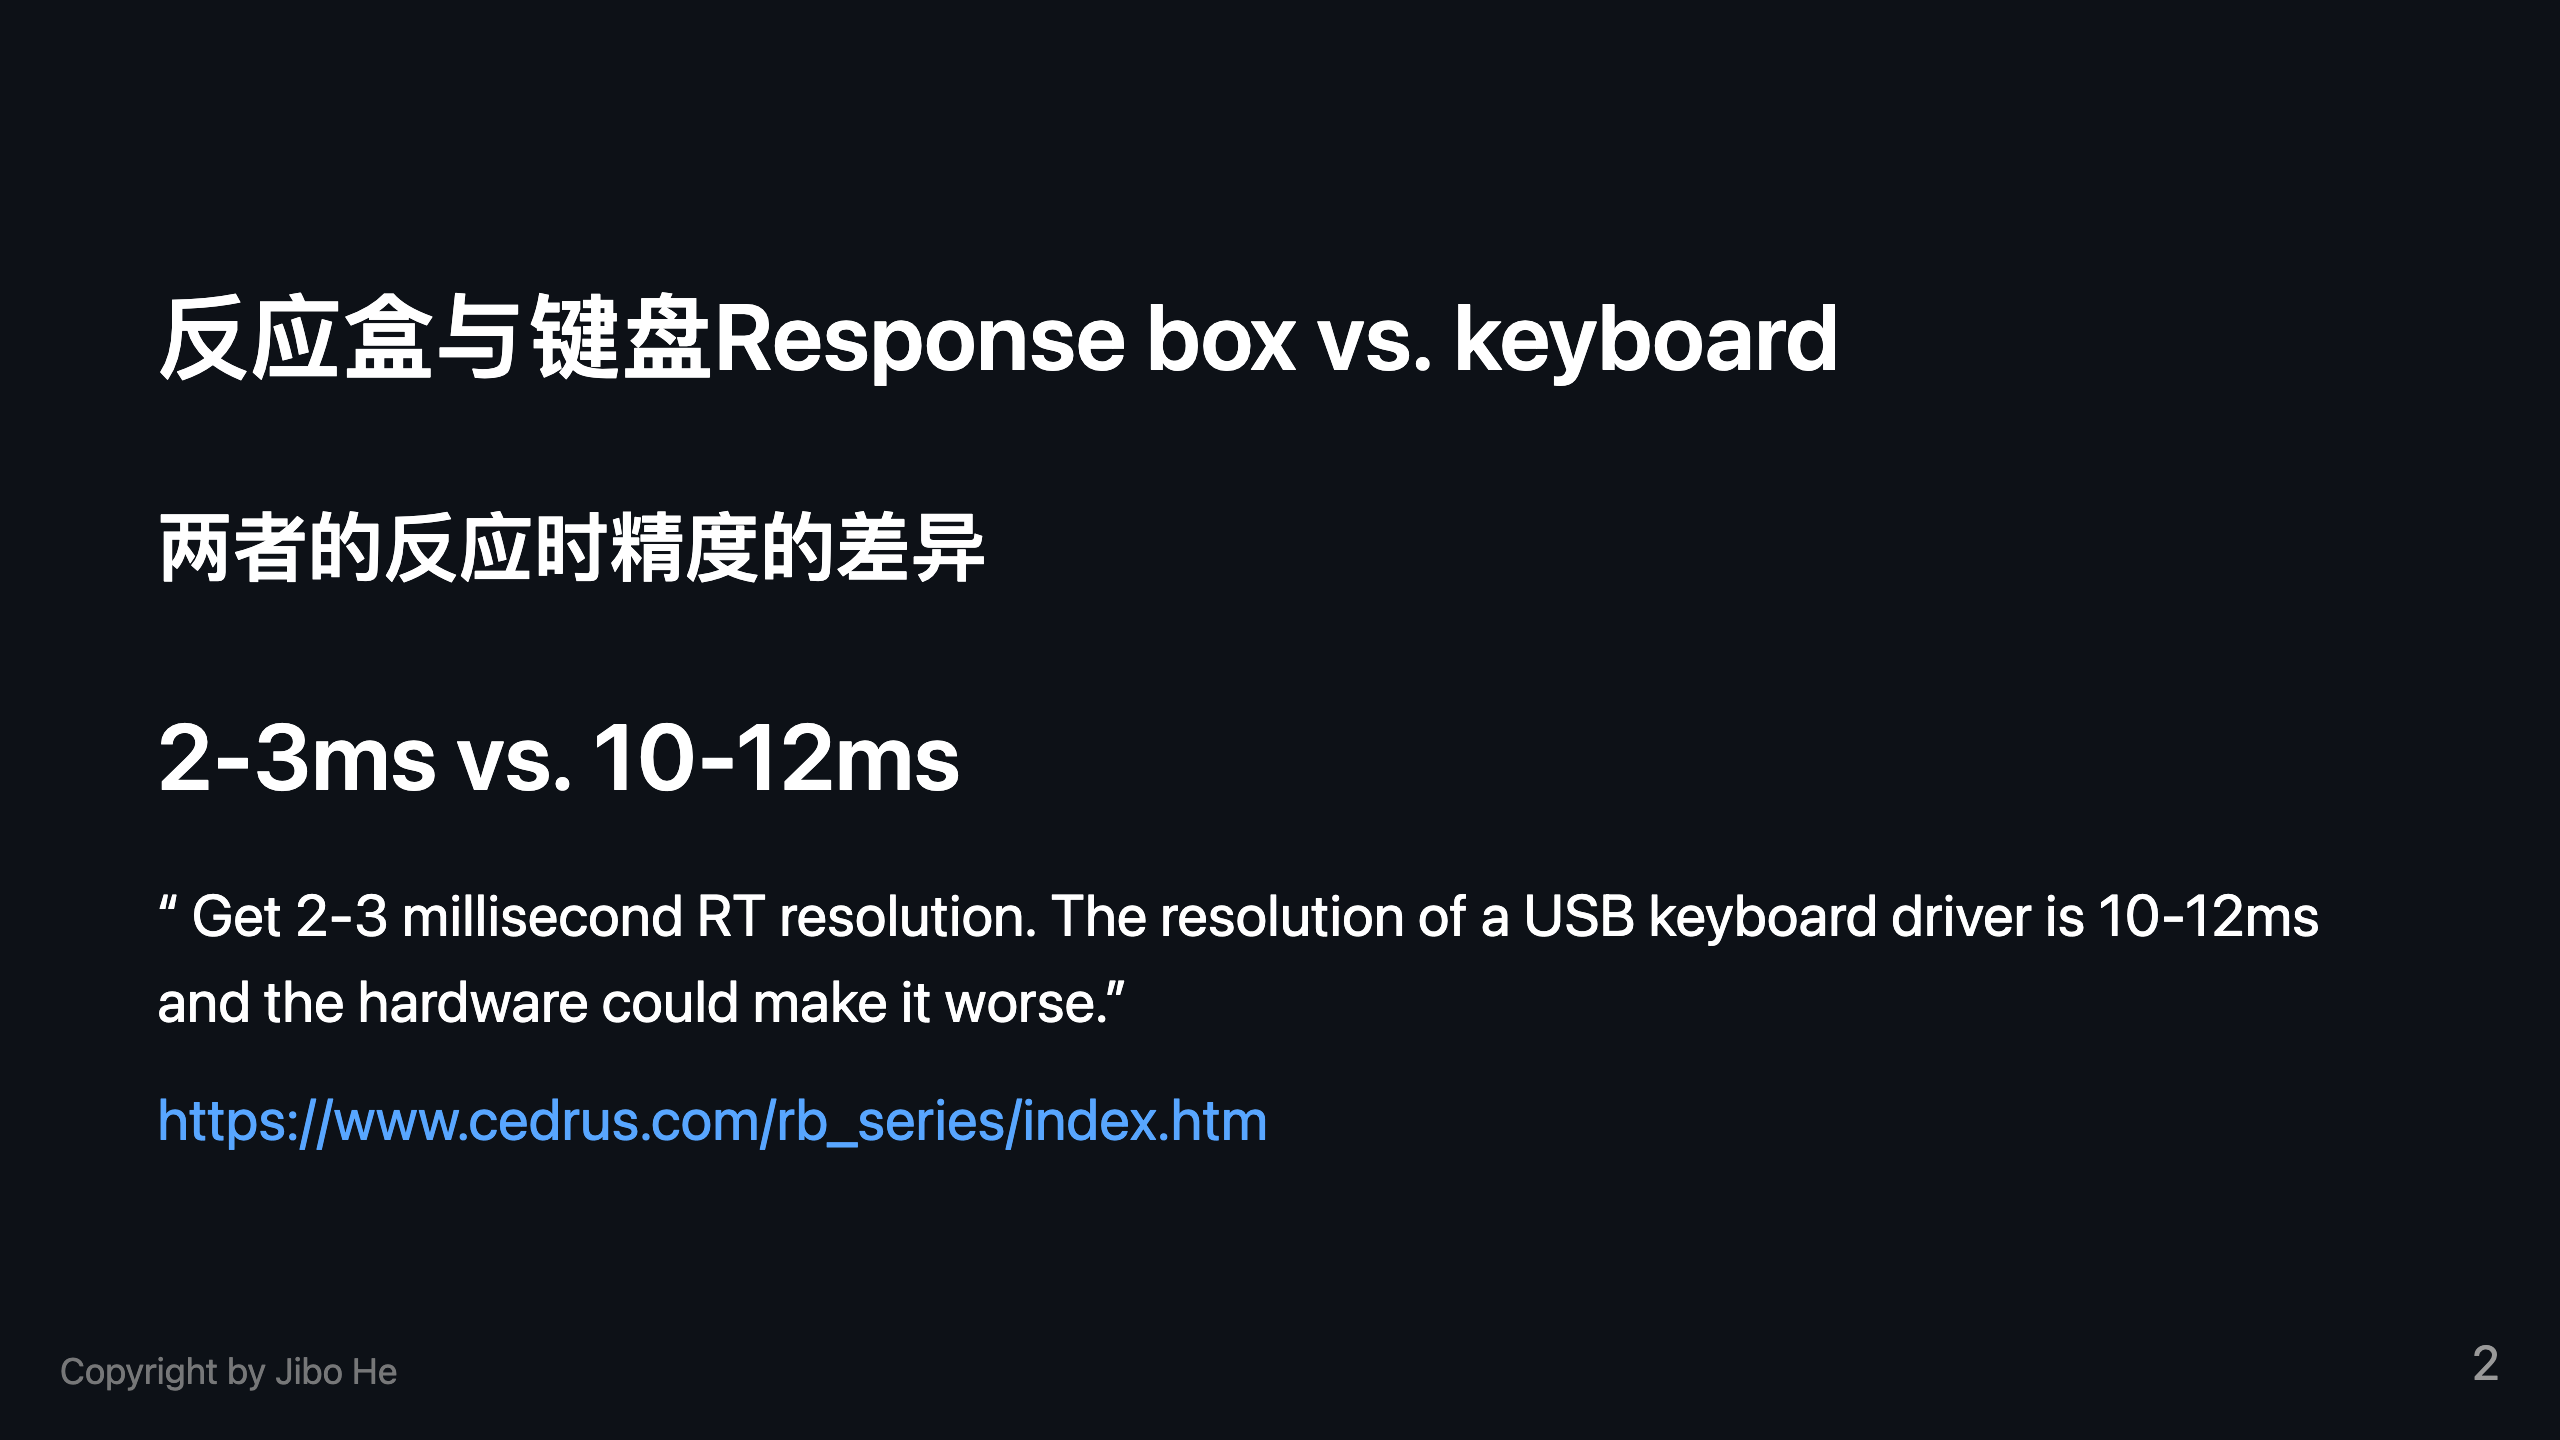 反应盒与键盘Response box vs. keyboard
两者的反应时精度的差异
2-3ms vs. 10-12ms
“ Get 2-3 millisecond RT resolution. The resolution of a USB keyboard driver is 10-12ms
and the hardware could make it worse.”
https://www.cedrus.com/rb_series/index.htm
Copyright by Jibo He
2